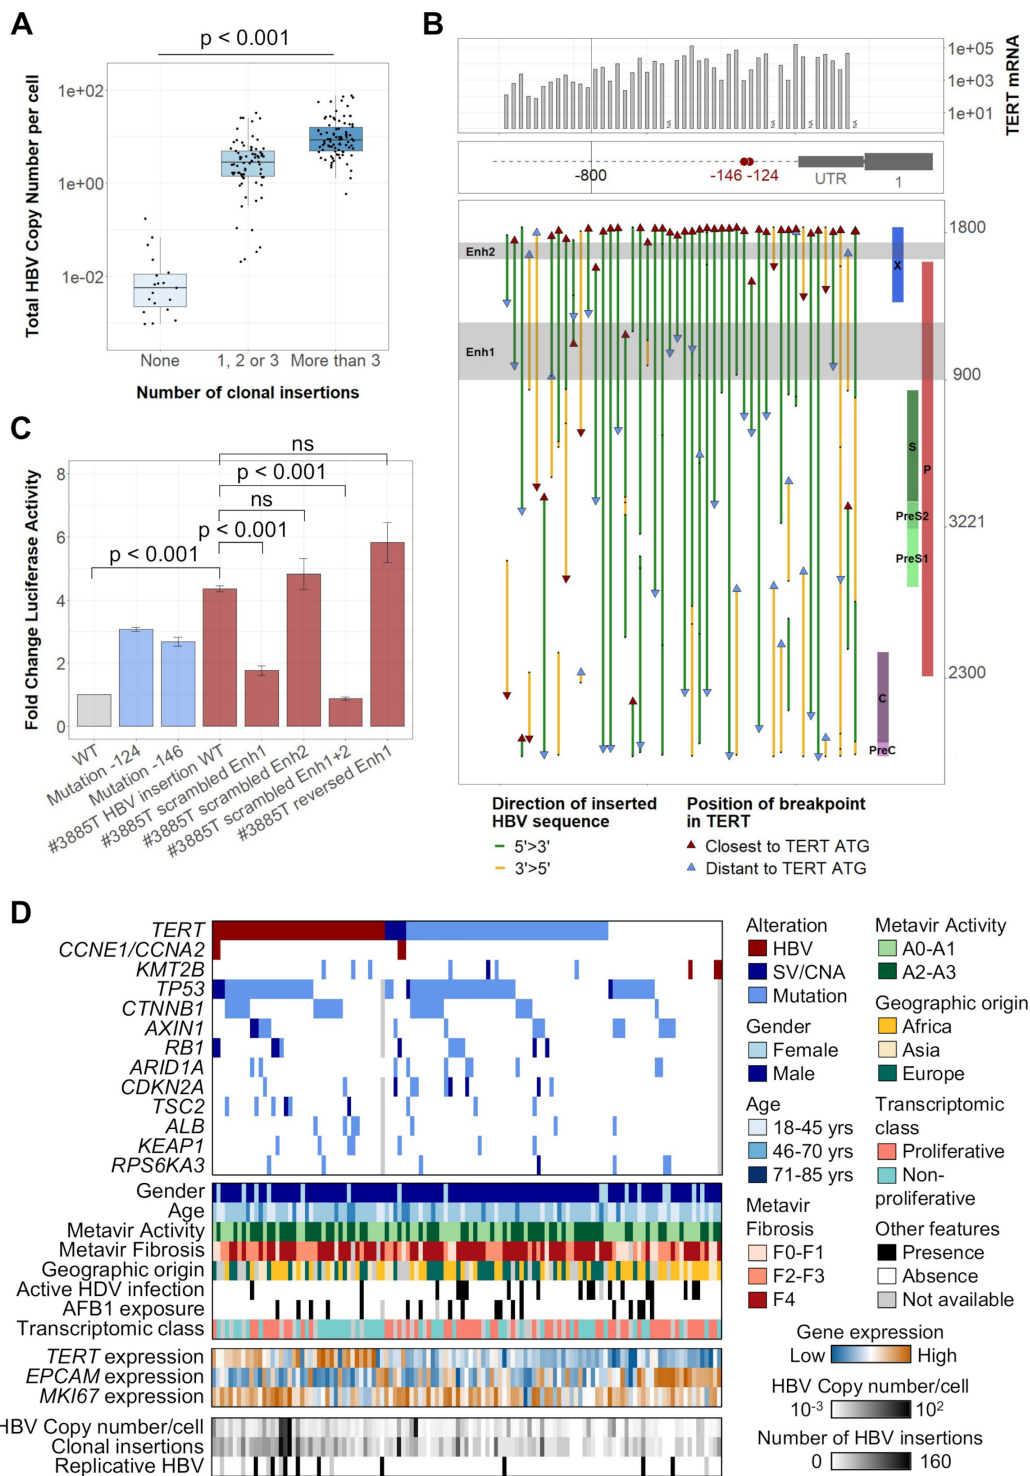 A
p < 0.001
Total HBV Copy Number per cell
1e+02
1e+00
1e-02
None
1, 2 or 3
More than 3
Number of clonal insertions
B
1e+05
1e+03
1e+01
TERT mRNA
NA
NA
NA
NA
-800
-146
-124
UTR
1
1800
Enh2
X
Enh1
900
S
P
PreS2
3221
PreS1
2300
C
PreC
Direction of inserted
HBV sequence
5'>3'
3'>5'
Position of breakpoint
in TERT
Closest to TERT ATG
Distant to TERT ATG
C
ns
p < 0.001
ns
p < 0.001
p < 0.001
Fold Change Luciferase Activity
8
6
4
2
0
WT
Mutation -124
Mutation -146
#3885T HBV insertion WT
#3885T scrambled Enh1
#3885T scrambled Enh2
#3885T scrambled Enh1+2
#3885T reversed Enh1
D
TERT
CCNE1/CCNA2
KMT2B
TP53
CTNNB1
AXIN1
RB1
ARID1A
CDKN2A
TSC2
ALB
KEAP1
RPS6KA3
Gender
Age
Metavir Activity
Metavir Fibrosis
Geographic origin
Active HDV infection
AFB1 exposure
Transcriptomic class
TERT expression
EPCAM expression
MKI67 expression
HBV Copy number/cell
Clonal insertions
Replicative HBV
Alteration
HBV
SV/CNA
Mutation
Gender
Female
Male
Age
18-45 yrs
46-70 yrs
71-85 yrs
Metavir
Fibrosis
F0-F1
F2-F3
F4
Metavir Activity
A0-A1
A2-A3
Geographic origin
Africa
Asia
Europe
Transcriptomic
class
Proliferative
Non-
proliferative
Other features
Presence
Absence
Not available
Gene expression
Low
High
HBV Copy number/cell
10-3
10²
Number of HBV insertions
0
160